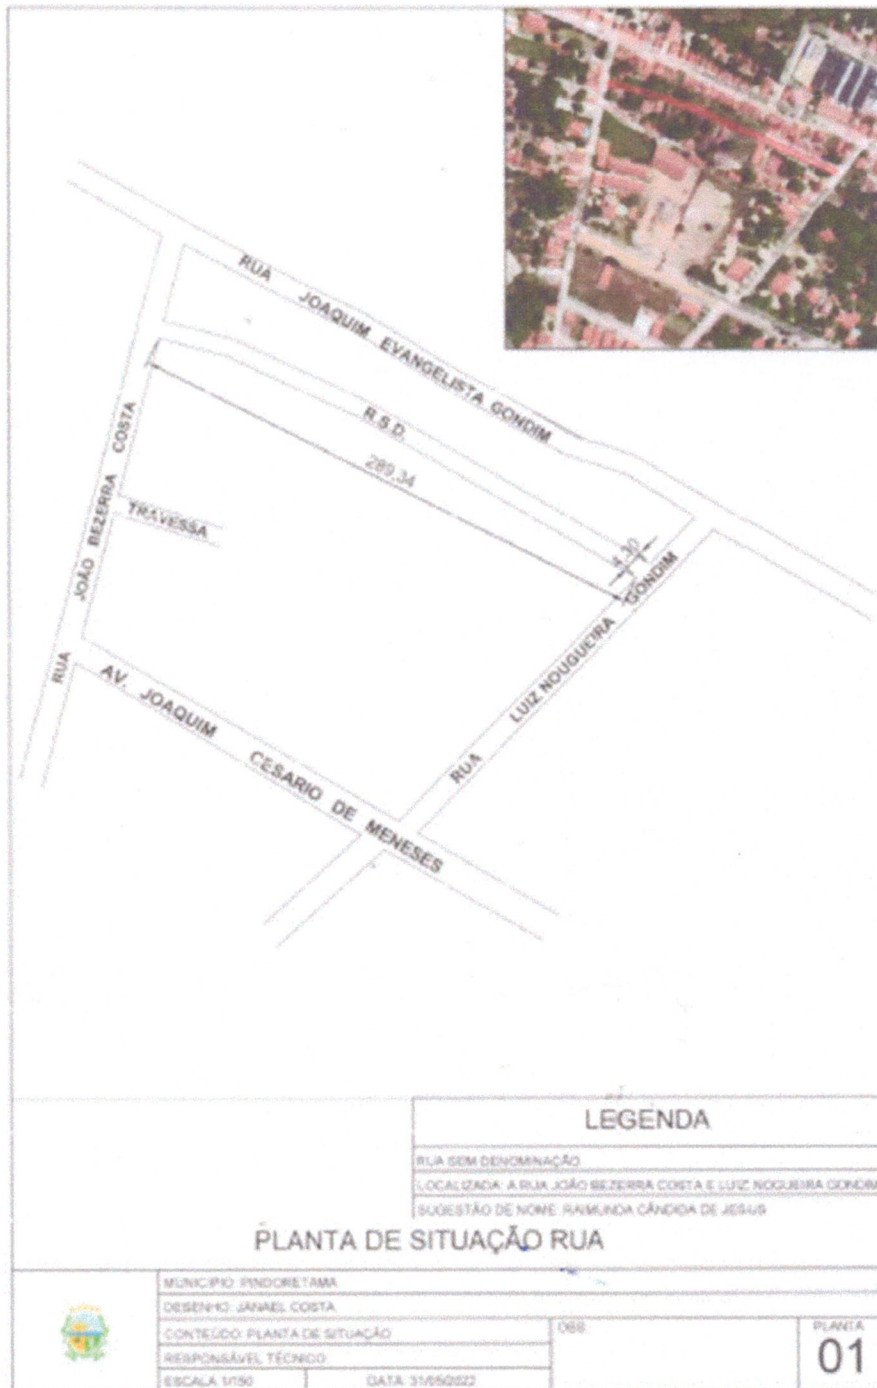 RUA JOAQUIM EVANGELISTA GONDIM
R.S.D.
289,34
4,30
RUA JOÃO BEZERRA COSTA
TRAVESSA
RUA LUIZ NOUGUEIRA GONDIM
AV. JOAQUIM CESARIO DE MENESES
LEGENDA
RUA SEM DENOMINAÇÃO
LOCALIZADA: A RUA JOÃO BEZERRA COSTA E LUIZ NOGUEIRA GONDIM
SUGESTÃO DE NOME: RAIMUNDA CÂNDIDA DE JESUS
PLANTA DE SITUAÇÃO RUA
MUNICIPIO: PINDORETAMA
DESENHO: JANAEL COSTA
CONTEÚDO: PLANTA DE SITUAÇÃO
RESPONSÁVEL TÉCNICO:
ESCALA 1/150
DATA: 31/05/2022
OBS:
PLANTA
01